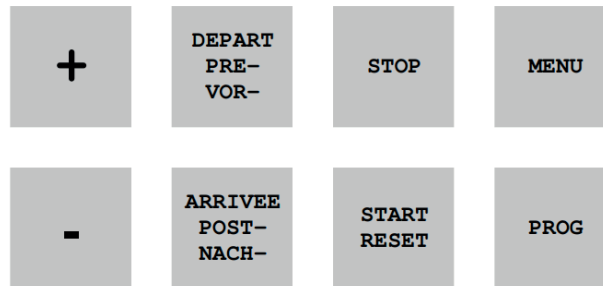 +
DEPART
PRE-
VOR-
STOP
MENU
-
ARRIVEE
POST-
NACH-
START
RESET
PROG